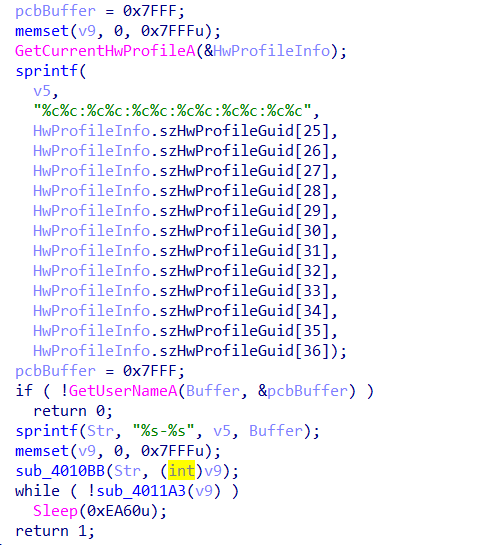 pcbBuffer = 0x7FFF;
memset(v9, 0, 0x7FFFu);
GetCurrentHwProfileA(&HwProfileInfo);
sprintf(
v5,
"%c%c:%c%c:%c%c:%c%c:%c%c:%c%c",
HwProfileInfo.szHwProfileGuid[25],
HwProfileInfo.szHwProfileGuid[26],
HwProfileInfo.szHwProfileGuid[27],
HwProfileInfo.szHwProfileGuid[28],
HwProfileInfo.szHwProfileGuid[29],
HwProfileInfo.szHwProfileGuid[30],
HwProfileInfo.szHwProfileGuid[31],
HwProfileInfo.szHwProfileGuid[32],
HwProfileInfo.szHwProfileGuid[33],
HwProfileInfo.szHwProfileGuid[34],
HwProfileInfo.szHwProfileGuid[35],
HwProfileInfo.szHwProfileGuid[36]);
pcbBuffer = 0x7FFF;
if ( !GetUserNameA(Buffer, &pcbBuffer) )
return 0;
sprintf(Str, "%s-%s", v5, Buffer);
memset(v9, 0, 0x7FFFu);
sub_4010BB(Str, (int)v9);
while ( !sub_4011A3(v9) )
Sleep(0xEA60u);
return 1;